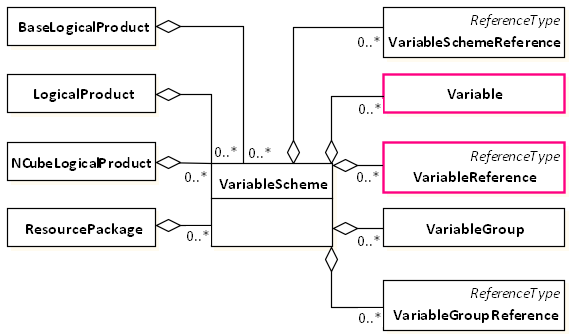 BaseLogicalProduct
LogicalProduct
NCubeLogicalProduct
ResourcePackage
0..*
0..*
0..*
0..*
VariableScheme
ReferenceType
VariableSchemeReference
0..*
Variable
0..*
ReferenceType
VariableReference
0..*
VariableGroup
0..*
ReferenceType
VariableGroupReference
0..*